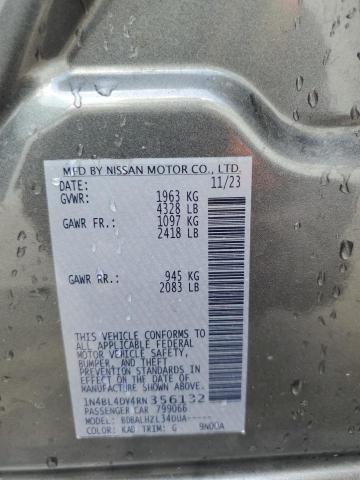 MFD BY NISSAN MOTOR CO., LTD.
DATE: 11/23
GVWR: 1963 KG
4328 LB
GAWR FR.: 1097 KG
2418 LB
GAWR RR.: 945 KG
2083 LB
THIS VEHICLE CONFORMS TO
ALL APPLICABLE FEDERAL
MOTOR VEHICLE SAFETY,
BUMPER, AND THEFT
PREVENTION STANDARDS IN
EFFECT ON THE DATE OF
MANUFACTURE SHOWN ABOVE.
1N4BL4DV4RN356132
PASSENGER CAR 799066
MODEL: BDBALHZL34DUA-----
COLOR: KAD TRIM: G 9N00A